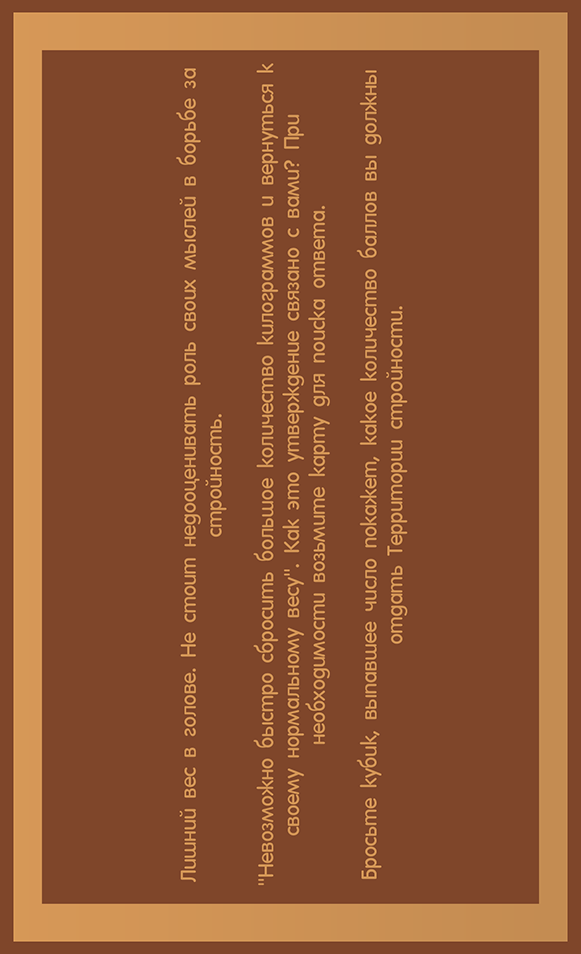 Лишний вес в голове. Не стоит недооценивать роль своих мыслей в борьбе за
стройность.
"Невозможно быстро сбросить большое количество килограммов и вернуться к
своему нормальному весу". Как это утверждение связано с вами? При
необходимости возьмите карту для поиска ответа.
Бросьте кубик, выпавшее число покажет, какое количество баллов вы должны
отдать Территории стройности.